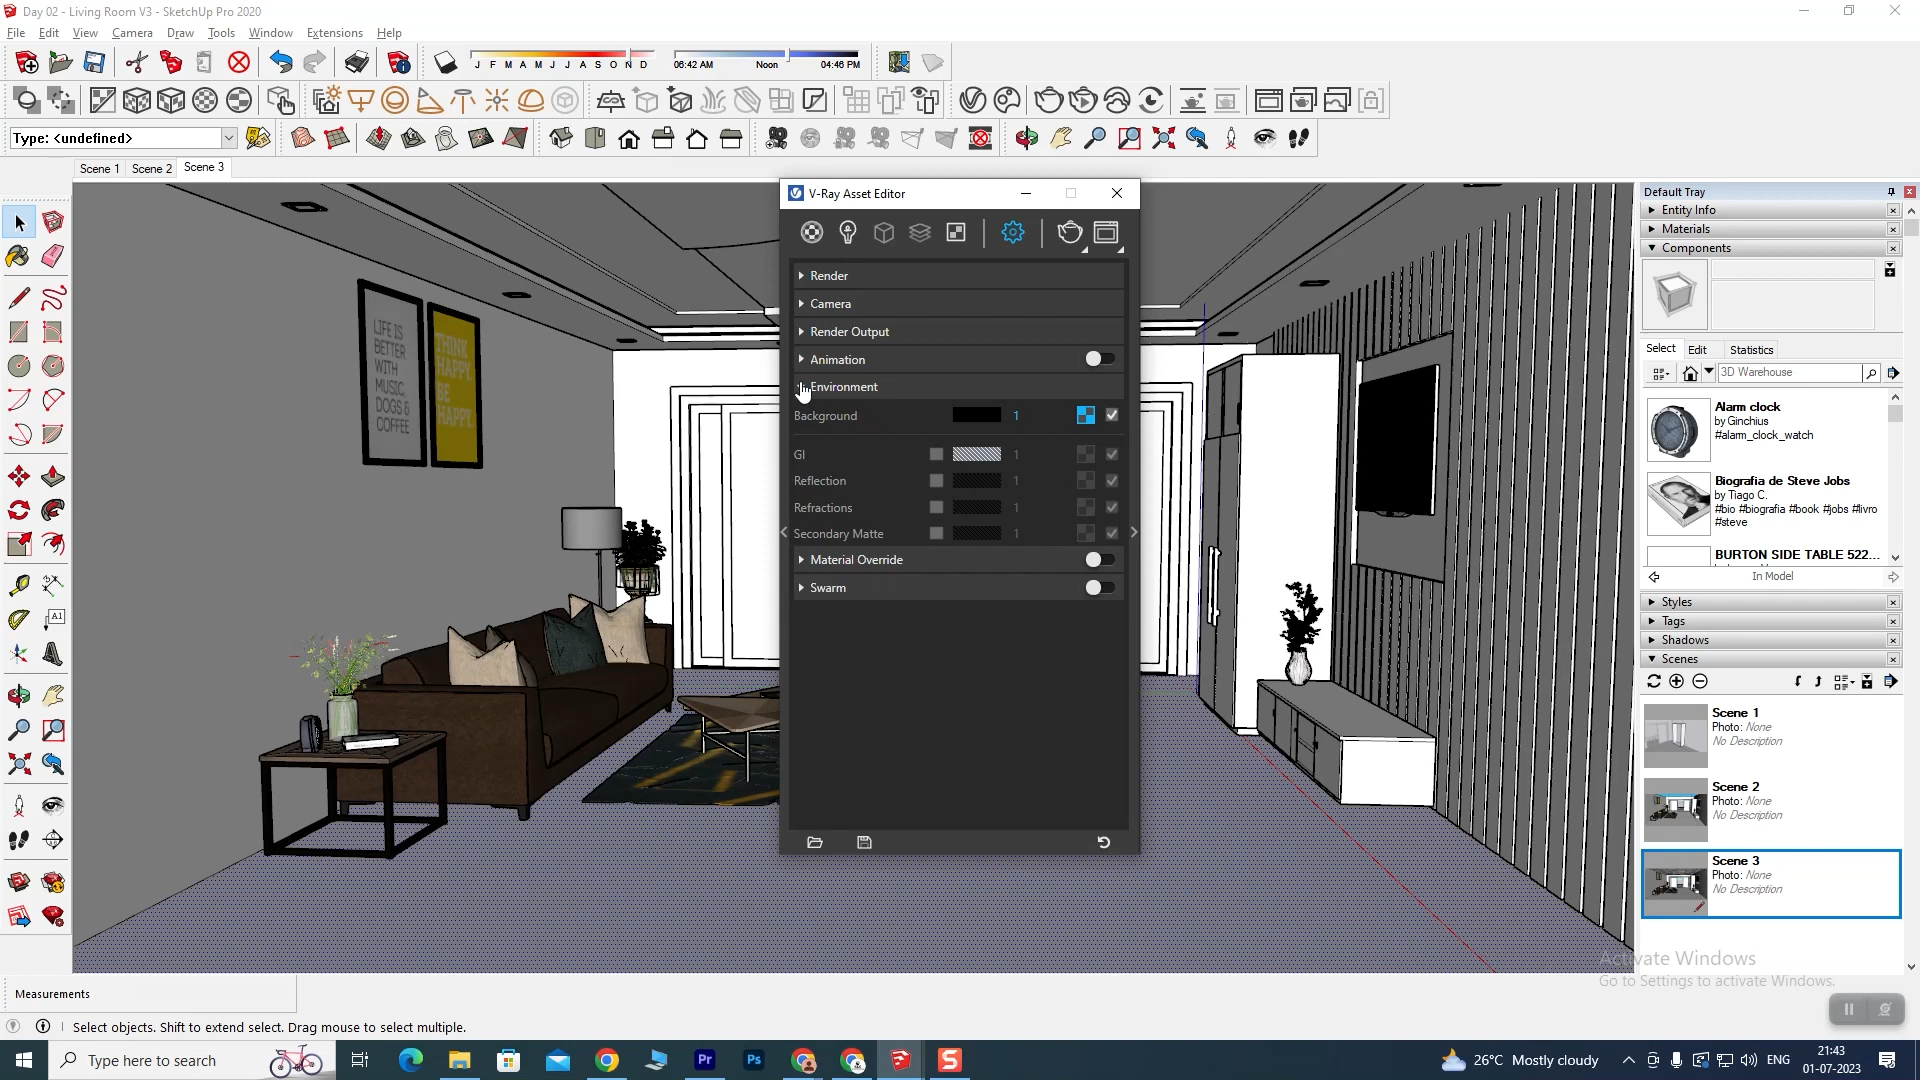 Day 02 - Living Room V3 - SketchUp Pro 2020
File Edit View Camera Draw Tools Window Extensions Help
J F M A M J J A S O N D 06:42 AM Noon 04:46 PM
Type: <undefined>
Scene 1 Scene 2 Scene 3
V-Ray Asset Editor
Render
Camera
Render Output
Animation
Environment
Background 1
GI 1
Reflection 1
Refractions 1
Secondary Matte 1
Material Override
Swarm
LIFE IS
BETTER
WITH
MUSIC,
DOGS &
COFFEE
THINK
HAPPY.
BE
HAPPY.
Default Tray
Entity Info
Materials
Components
Select Edit Statistics
3D Warehouse
Alarm clock
by Ginchius
#alarm_clock_watch
Biografia de Steve Jobs
by Tiago C.
#bio #biografia #book #jobs #livro
#steve
BURTON SIDE TABLE 522...
In Model
Styles
Tags
Shadows
Scenes
Scene 1
Photo: None
No Description
Scene 2
Photo: None
No Description
Scene 3
Photo: None
No Description
Activate Windows
Go to Settings to activate Windows.
Measurements
Select objects. Shift to extend select. Drag mouse to select multiple.
Type here to search
Pr
Ps
S
26°C Mostly cloudy
ENG
21:43
01-07-2023